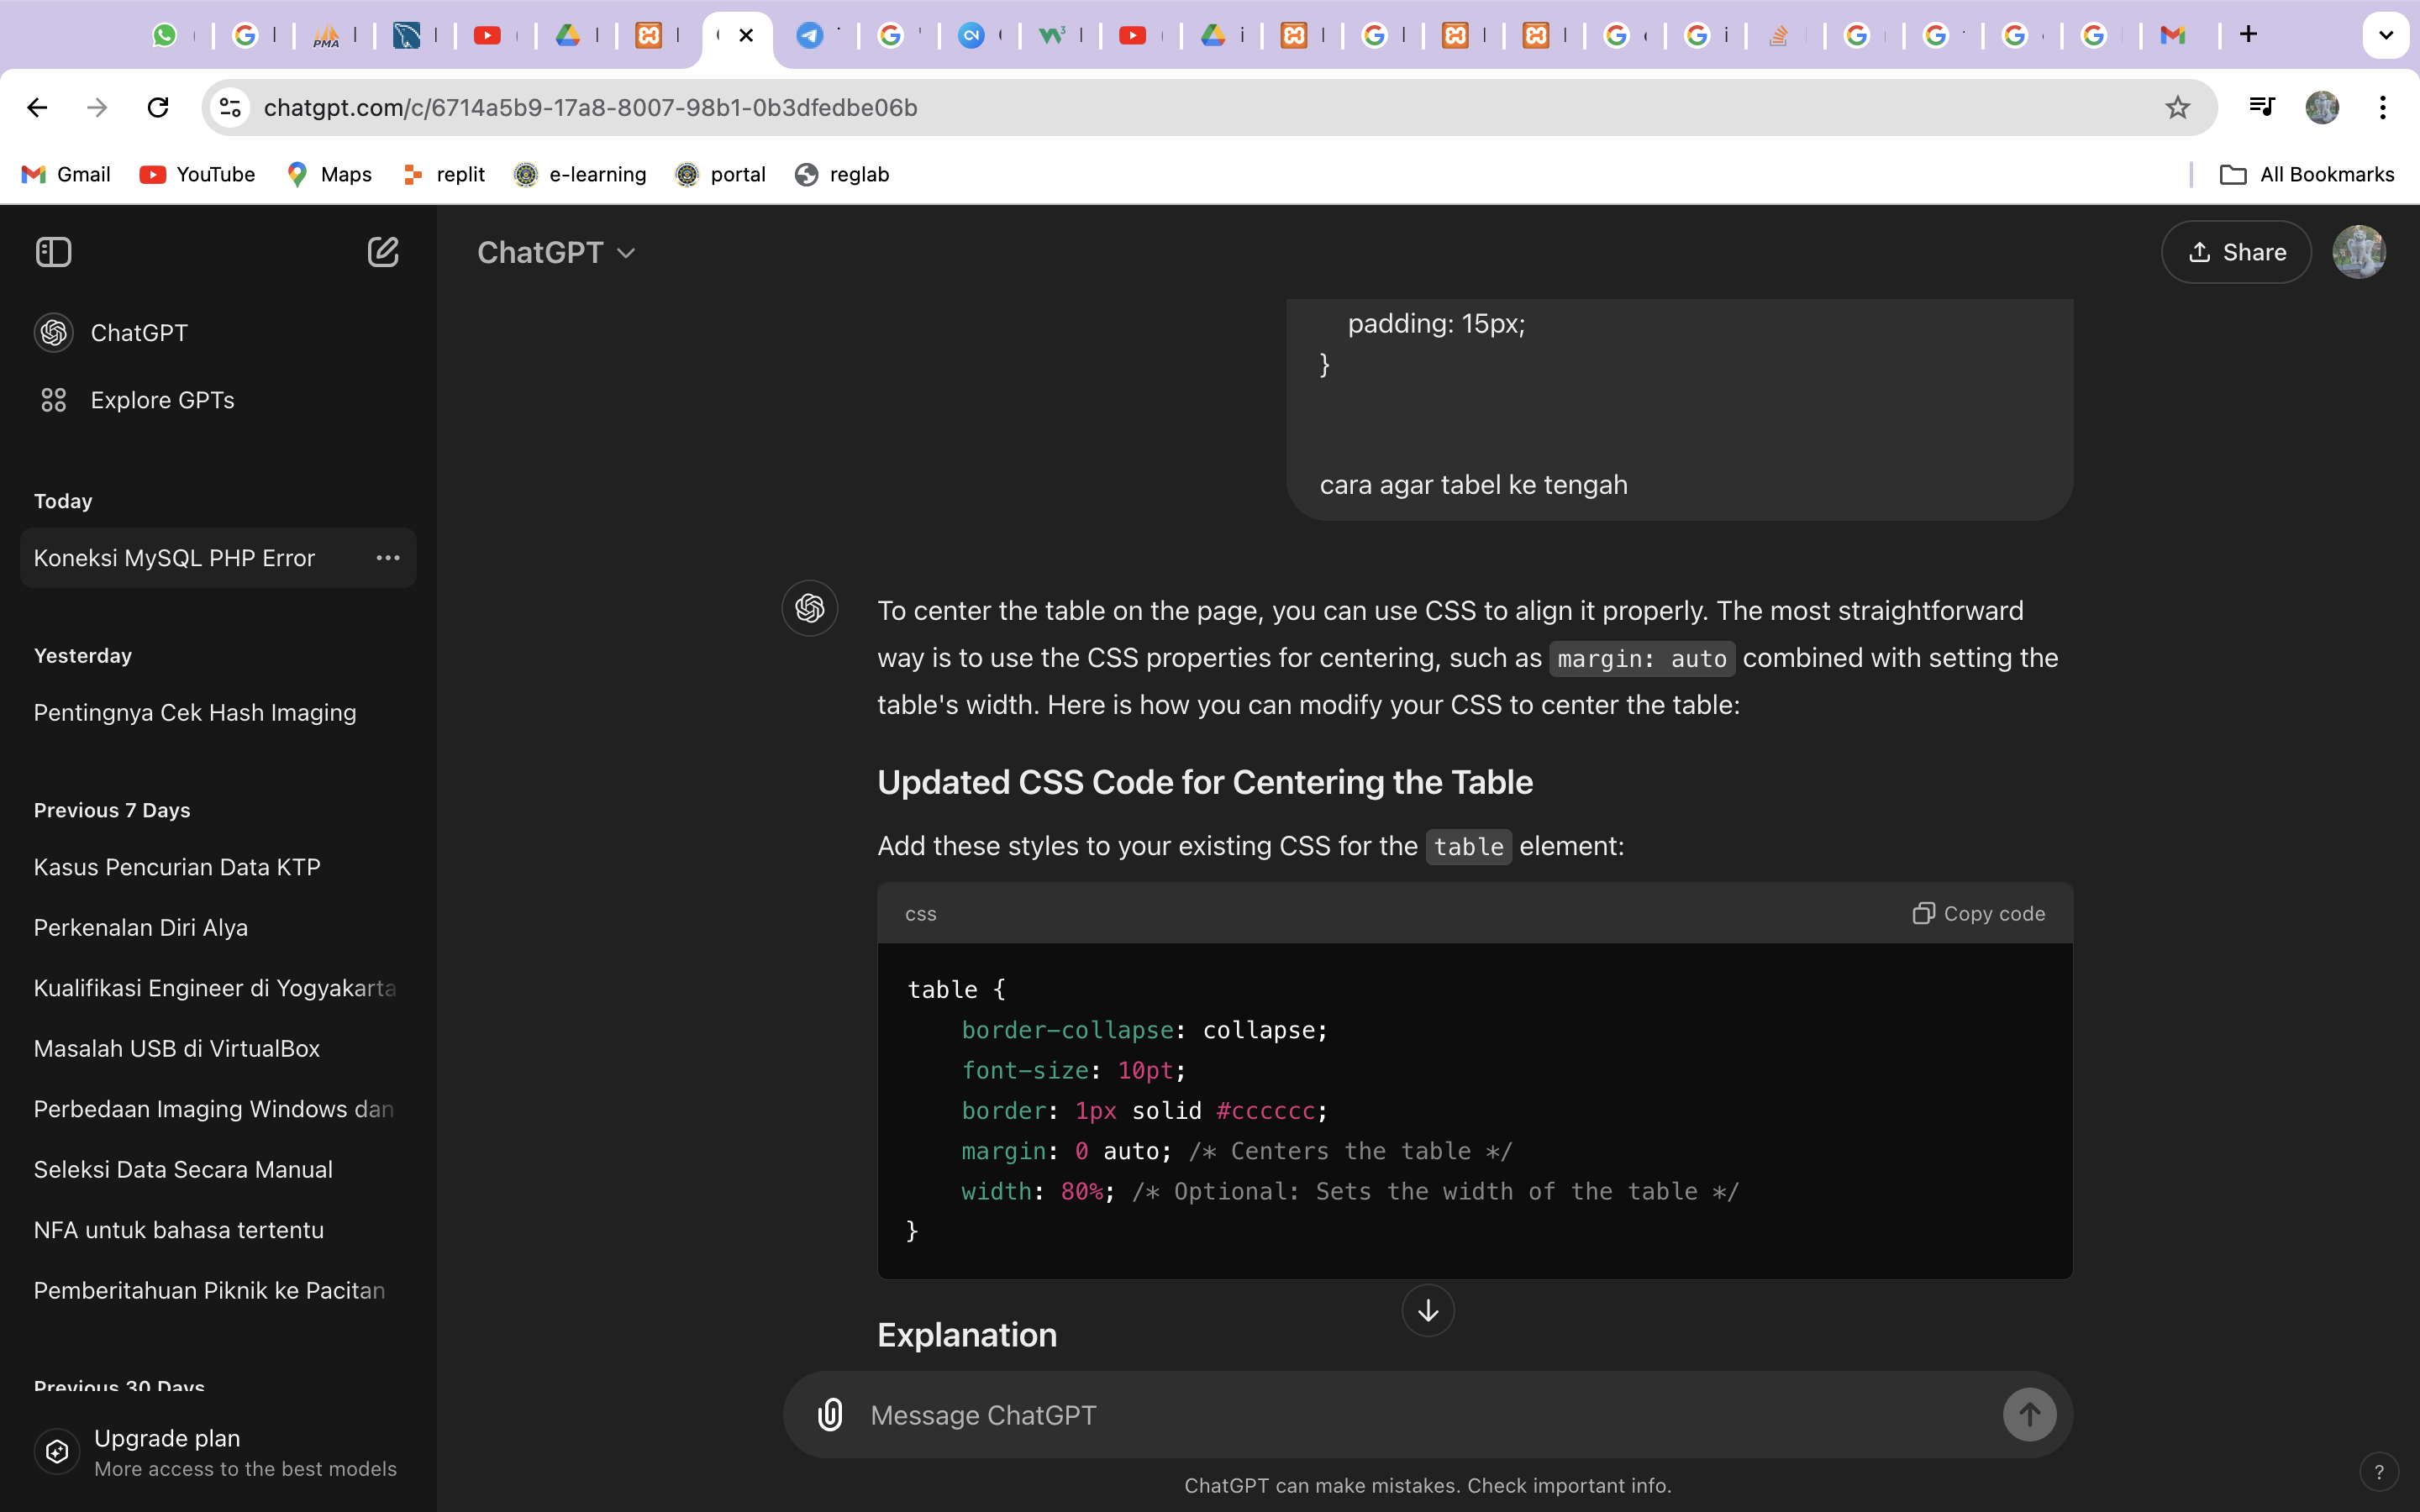 PMA
chatgpt.com/c/6714a5b9-17a8-8007-98b1-0b3dfedbe06b
Gmail
YouTube
Maps
replit
e-learning
portal
reglab
All Bookmarks
ChatGPT
Explore GPTs
Today
Koneksi MySQL PHP Error
Yesterday
Pentingnya Cek Hash Imaging
Previous 7 Days
Kasus Pencurian Data KTP
Perkenalan Diri Alya
Kualifikasi Engineer di Yogyakarta
Masalah USB di VirtualBox
Perbedaan Imaging Windows dan
Seleksi Data Secara Manual
NFA untuk bahasa tertentu
Pemberitahuan Piknik ke Pacitan
Previous 30 Days
Upgrade plan
More access to the best models
ChatGPT
Share
padding: 15px;
}
cara agar tabel ke tengah
To center the table on the page, you can use CSS to align it properly. The most straightforward
way is to use the CSS properties for centering, such as margin: auto combined with setting the
table's width. Here is how you can modify your CSS to center the table:
Updated CSS Code for Centering the Table
Add these styles to your existing CSS for the table element:
css
Copy code
table {
border-collapse: collapse;
font-size: 10pt;
border: 1px solid #cccccc;
margin: 0 auto; /* Centers the table */
width: 80%; /* Optional: Sets the width of the table */
}
Explanation
Message ChatGPT
ChatGPT can make mistakes. Check important info.
?